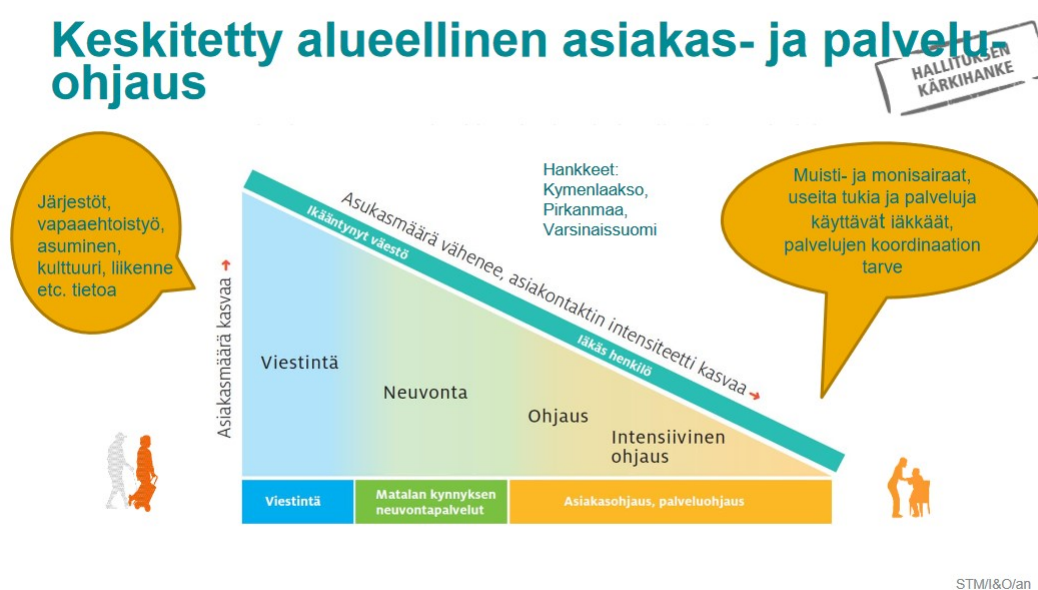 Keskitetty alueellinen asiakas- ja palvelu-
ohjaus
HALLITUKSEN
KÄRKIHANKE
Järjestöt,
vapaaehtoistyö,
asuminen,
kulttuuri, liikenne
etc. tietoa
Hankkeet:
Kymenlaakso,
Pirkanmaa,
Varsinaissuomi
Muisti- ja monisairaat,
useita tukia ja palveluja
käyttävät iäkkäät,
palvelujen koordinaation
tarve
Asukasmäärä vähenee, asiakontaktin intensiteetti kasvaa
Ikääntynyt väestö
Iäkäs henkilö
Asiakasmäärä kasvaa
Viestintä
Neuvonta
Ohjaus
Intensiivinen
ohjaus
Viestintä
Matalan kynnyksen
neuvontapalvelut
Asiakasohjaus, palveluohjaus
STM/I&O/an